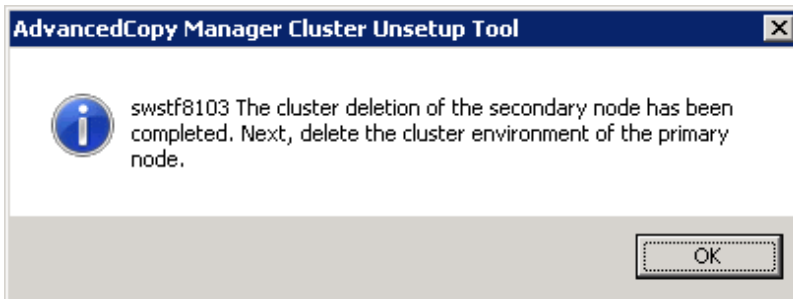 AdvancedCopy Manager Cluster Unsetup Tool
swstf8103 The cluster deletion of the secondary node has been
completed. Next, delete the cluster environment of the primary
node.
OK